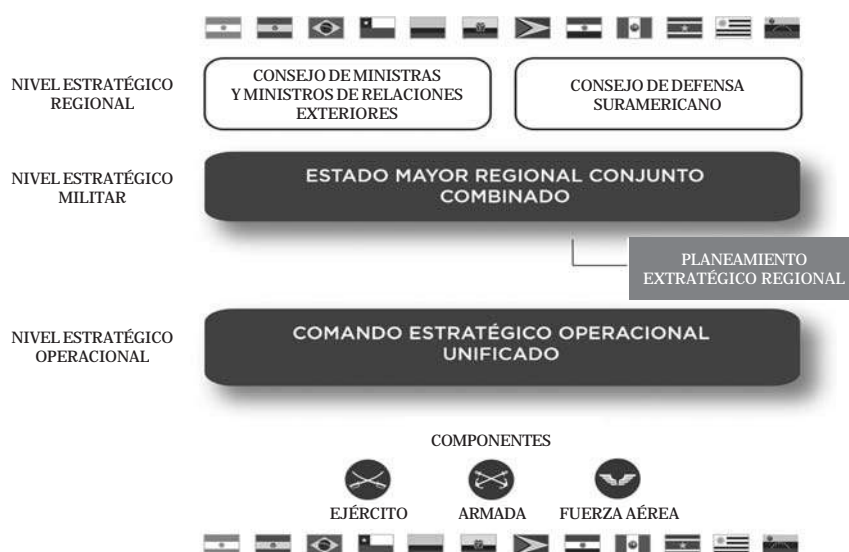 NIVEL ESTRATÉGICO
REGIONAL
CONSEJO DE MINISTRAS
Y MINISTROS DE RELACIONES
EXTERIORES
CONSEJO DE DEFENSA
SURAMERICANO
NIVEL ESTRATÉGICO
MILITAR
ESTADO MAYOR REGIONAL CONJUNTO
COMBINADO
PLANEAMIENTO
EXTRATÉGICO REGIONAL
NIVEL ESTRATÉGICO
OPERACIONAL
COMANDO ESTRATÉGICO OPERACIONAL
UNIFICADO
COMPONENTES
EJÉRCITO
ARMADA
FUERZA AÉREA